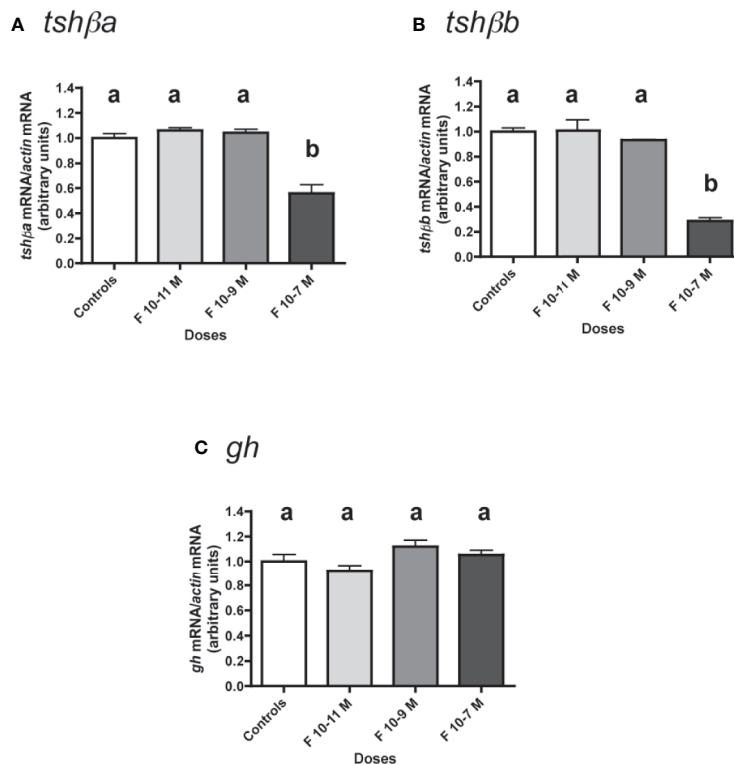 A tshβa
B tshβb
tshβa mRNA/actin mRNA
(arbitrary units)
1.4
1.2
1.0
0.8
0.6
0.4
0.2
0.0
a
a
a
b
Controls
F 10-11 M
F 10-9 M
F 10-7 M
Doses
tshβb mRNA/actin mRNA
(arbitrary units)
1.4
1.2
1.0
0.8
0.6
0.4
0.2
0.0
a
a
a
b
Controls
F 10-11 M
F 10-9 M
F 10-7 M
Doses
C gh
gh mRNA/actin mRNA
(arbitrary units)
1.4
1.2
1.0
0.8
0.6
0.4
0.2
0.0
a
a
a
a
Controls
F 10-11 M
F 10-9 M
F 10-7 M
Doses